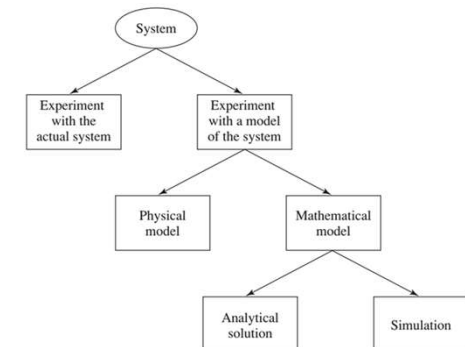 System
Experiment
with the
actual system
Experiment
with a model
of the system
Physical
model
Mathematical
model
Analytical
solution
Simulation